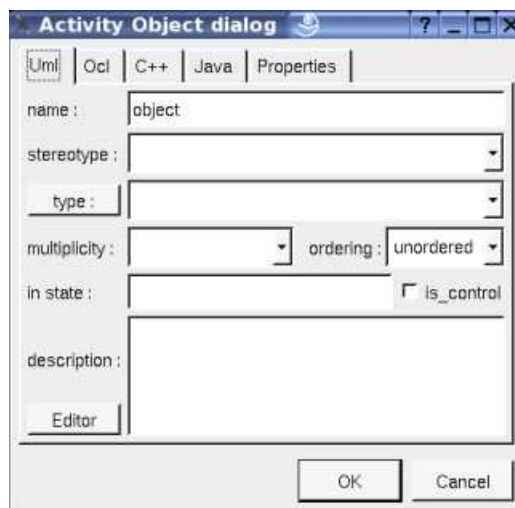 Activity Object dialog ? _
Uml Ocl C++ Java Properties
name : object
stereotype :
type :
multiplicity : ordering : unordered
in state : is_control
description :
Editor
OK Cancel